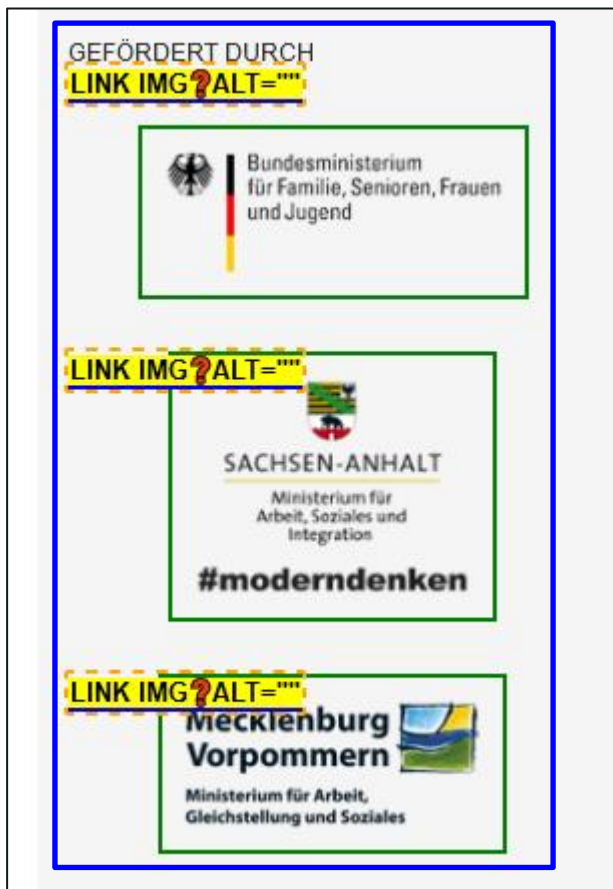 GEFÖRDERT DURCH
LINK IMG?ALT=""
Bundesministerium
für Familie, Senioren, Frauen
und Jugend
LINK IMG?ALT=""
SACHSEN-ANHALT
Ministerium für
Arbeit, Soziales und
Integration
#moderndenken
LINK IMG?ALT=""
Mecklenburg
Vorpommern
Ministerium für Arbeit,
Gleichstellung und Soziales